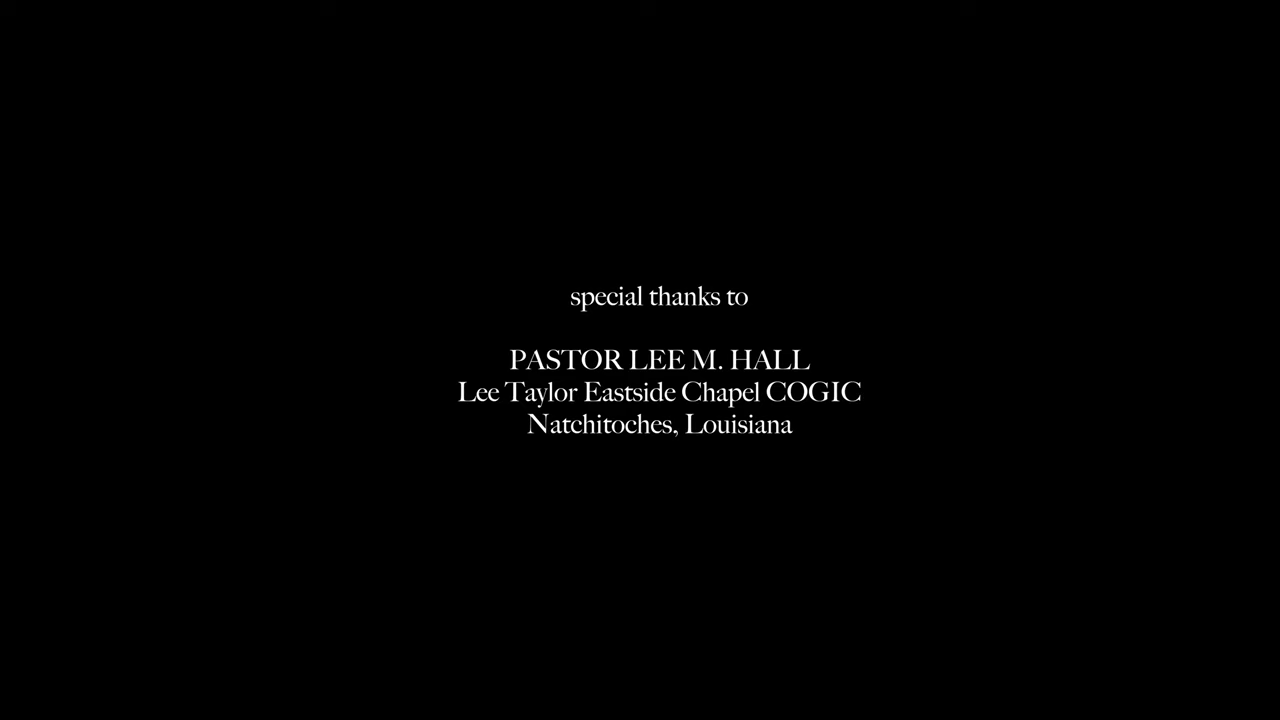 special thanks to
PASTOR LEE M. HALL
Lee Taylor Eastside Chapel COGIC
Natchitoches, Louisiana